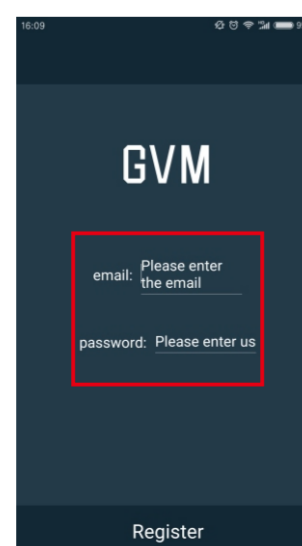 16:09
GVM
email: Please enter
the email
password: Please enter us
Register